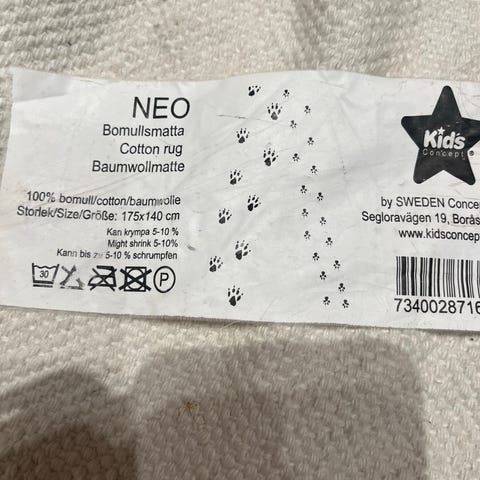 NEO
Bomullsmatta
Cotton rug
Baumwollmatte
100% bomull/cotton/baumwolle
Storlek/Size/Größe: 175x140 cm
Kan krympa 5-10 %
Might shrink 5-10%
Kann bis zu 5-10 % schrumpfen
30
P
Kid's
Concept®
by SWEDEN Conce
Segloravägen 19, Borås
www.kidsconcep
7340028716